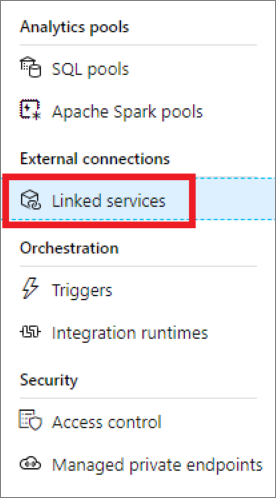 Analytics pools
SQL pools
Apache Spark pools
External connections
Linked services
Orchestration
Triggers
Integration runtimes
Security
Access control
Managed private endpoints